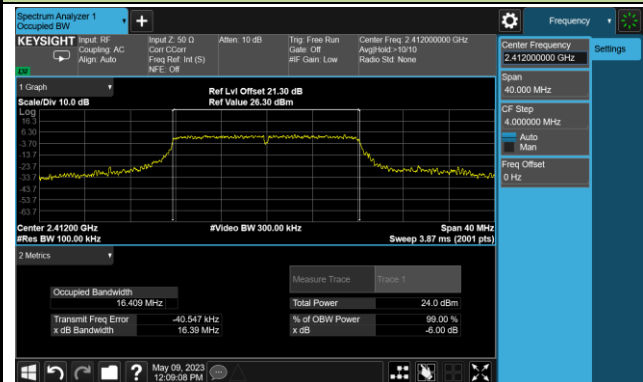 Spectrum Analyzer 1
Occupied BW
Frequency
KEYSIGHT
Input: RF
Coupling: AC
Align: Auto
Input Z: 50 Ω
Corr CCorr
Freq Ref: Int (S)
NFE: Off
Atten: 10 dB
Trig: Free Run
Gate: Off
#IF Gain: Low
Center Freq: 2.412000000 GHz
Avg|Hold:>10/10
Radio Std: None
LW
Center Frequency
2.412000000 GHz
Settings
Span
40.000 MHz
CF Step
4.000000 MHz
Auto
Man
Freq Offset
0 Hz
1 Graph
Scale/Div 10.0 dB
Ref Lvl Offset 21.30 dB
Ref Value 26.30 dBm
Log
16.3
6.30
-3.70
-13.7
-23.7
-33.7
-43.7
-53.7
-63.7
Center 2.41200 GHz
#Video BW 300.00 kHz
Span 40 MHz
#Res BW 100.00 kHz
Sweep 3.87 ms (2001 pts)
2 Metrics
Measure Trace
Trace 1
Occupied Bandwidth
16.409 MHz
Total Power
24.0 dBm
Transmit Freq Error
-40.547 kHz
% of OBW Power
99.00 %
x dB Bandwidth
16.39 MHz
x dB
-6.00 dB
?
May 09, 2023
12:09:08 PM